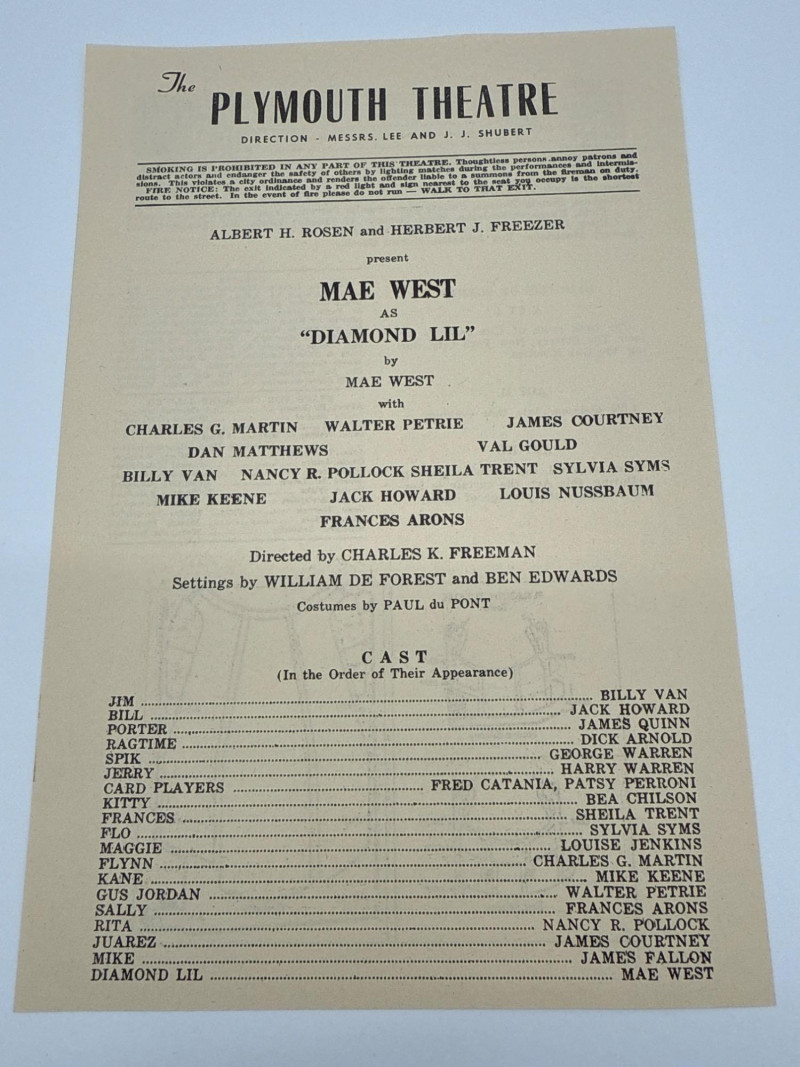 The
PLYMOUTH THEATRE
DIRECTION - MESSRS. LEE AND J. J. SHUBERT
SMOKING IS PROHIBITED IN ANY PART OF THIS THEATRE. Thoughtless persons annoy patrons and
distract actors and endanger the safety of others by lighting matches during the performances and intermis-
sions. This violates a city ordinance and renders the offender liable to a summons from the fireman on duty.
FIRE NOTICE: The exit indicated by a red light and sign nearest to the seat you occupy is the shortest
route to the street. In the event of fire please do not run — WALK TO THAT EXIT.
ALBERT H. ROSEN and HERBERT J. FREEZER
present
MAE WEST
AS
"DIAMOND LIL"
by
MAE WEST
with
CHARLES G. MARTIN WALTER PETRIE JAMES COURTNEY
DAN MATTHEWS VAL GOULD
BILLY VAN NANCY R. POLLOCK SHEILA TRENT SYLVIA SYMS
MIKE KEENE JACK HOWARD LOUIS NUSSBAUM
FRANCES ARONS
Directed by CHARLES K. FREEMAN
Settings by WILLIAM DE FOREST and BEN EDWARDS
Costumes by PAUL du PONT
CAST
(In the Order of Their Appearance)
JIM ........ BILLY VAN
BILL ........ JACK HOWARD
PORTER ........ JAMES QUINN
RAGTIME ........ DICK ARNOLD
SPIK ........ GEORGE WARREN
JERRY ........ HARRY WARREN
CARD PLAYERS ........ FRED CATANIA, PATSY PERRONI
KITTY ........ BEA CHILSON
FRANCES ........ SHEILA TRENT
FLO ........ SYLVIA SYMS
MAGGIE ........ LOUISE JENKINS
FLYNN ........ CHARLES G. MARTIN
KANE ........ MIKE KEENE
GUS JORDAN ........ WALTER PETRIE
SALLY ........ FRANCES ARONS
RITA ........ NANCY R. POLLOCK
JUAREZ ........ JAMES COURTNEY
MIKE ........ JAMES FALLON
DIAMOND LIL ........ MAE WEST